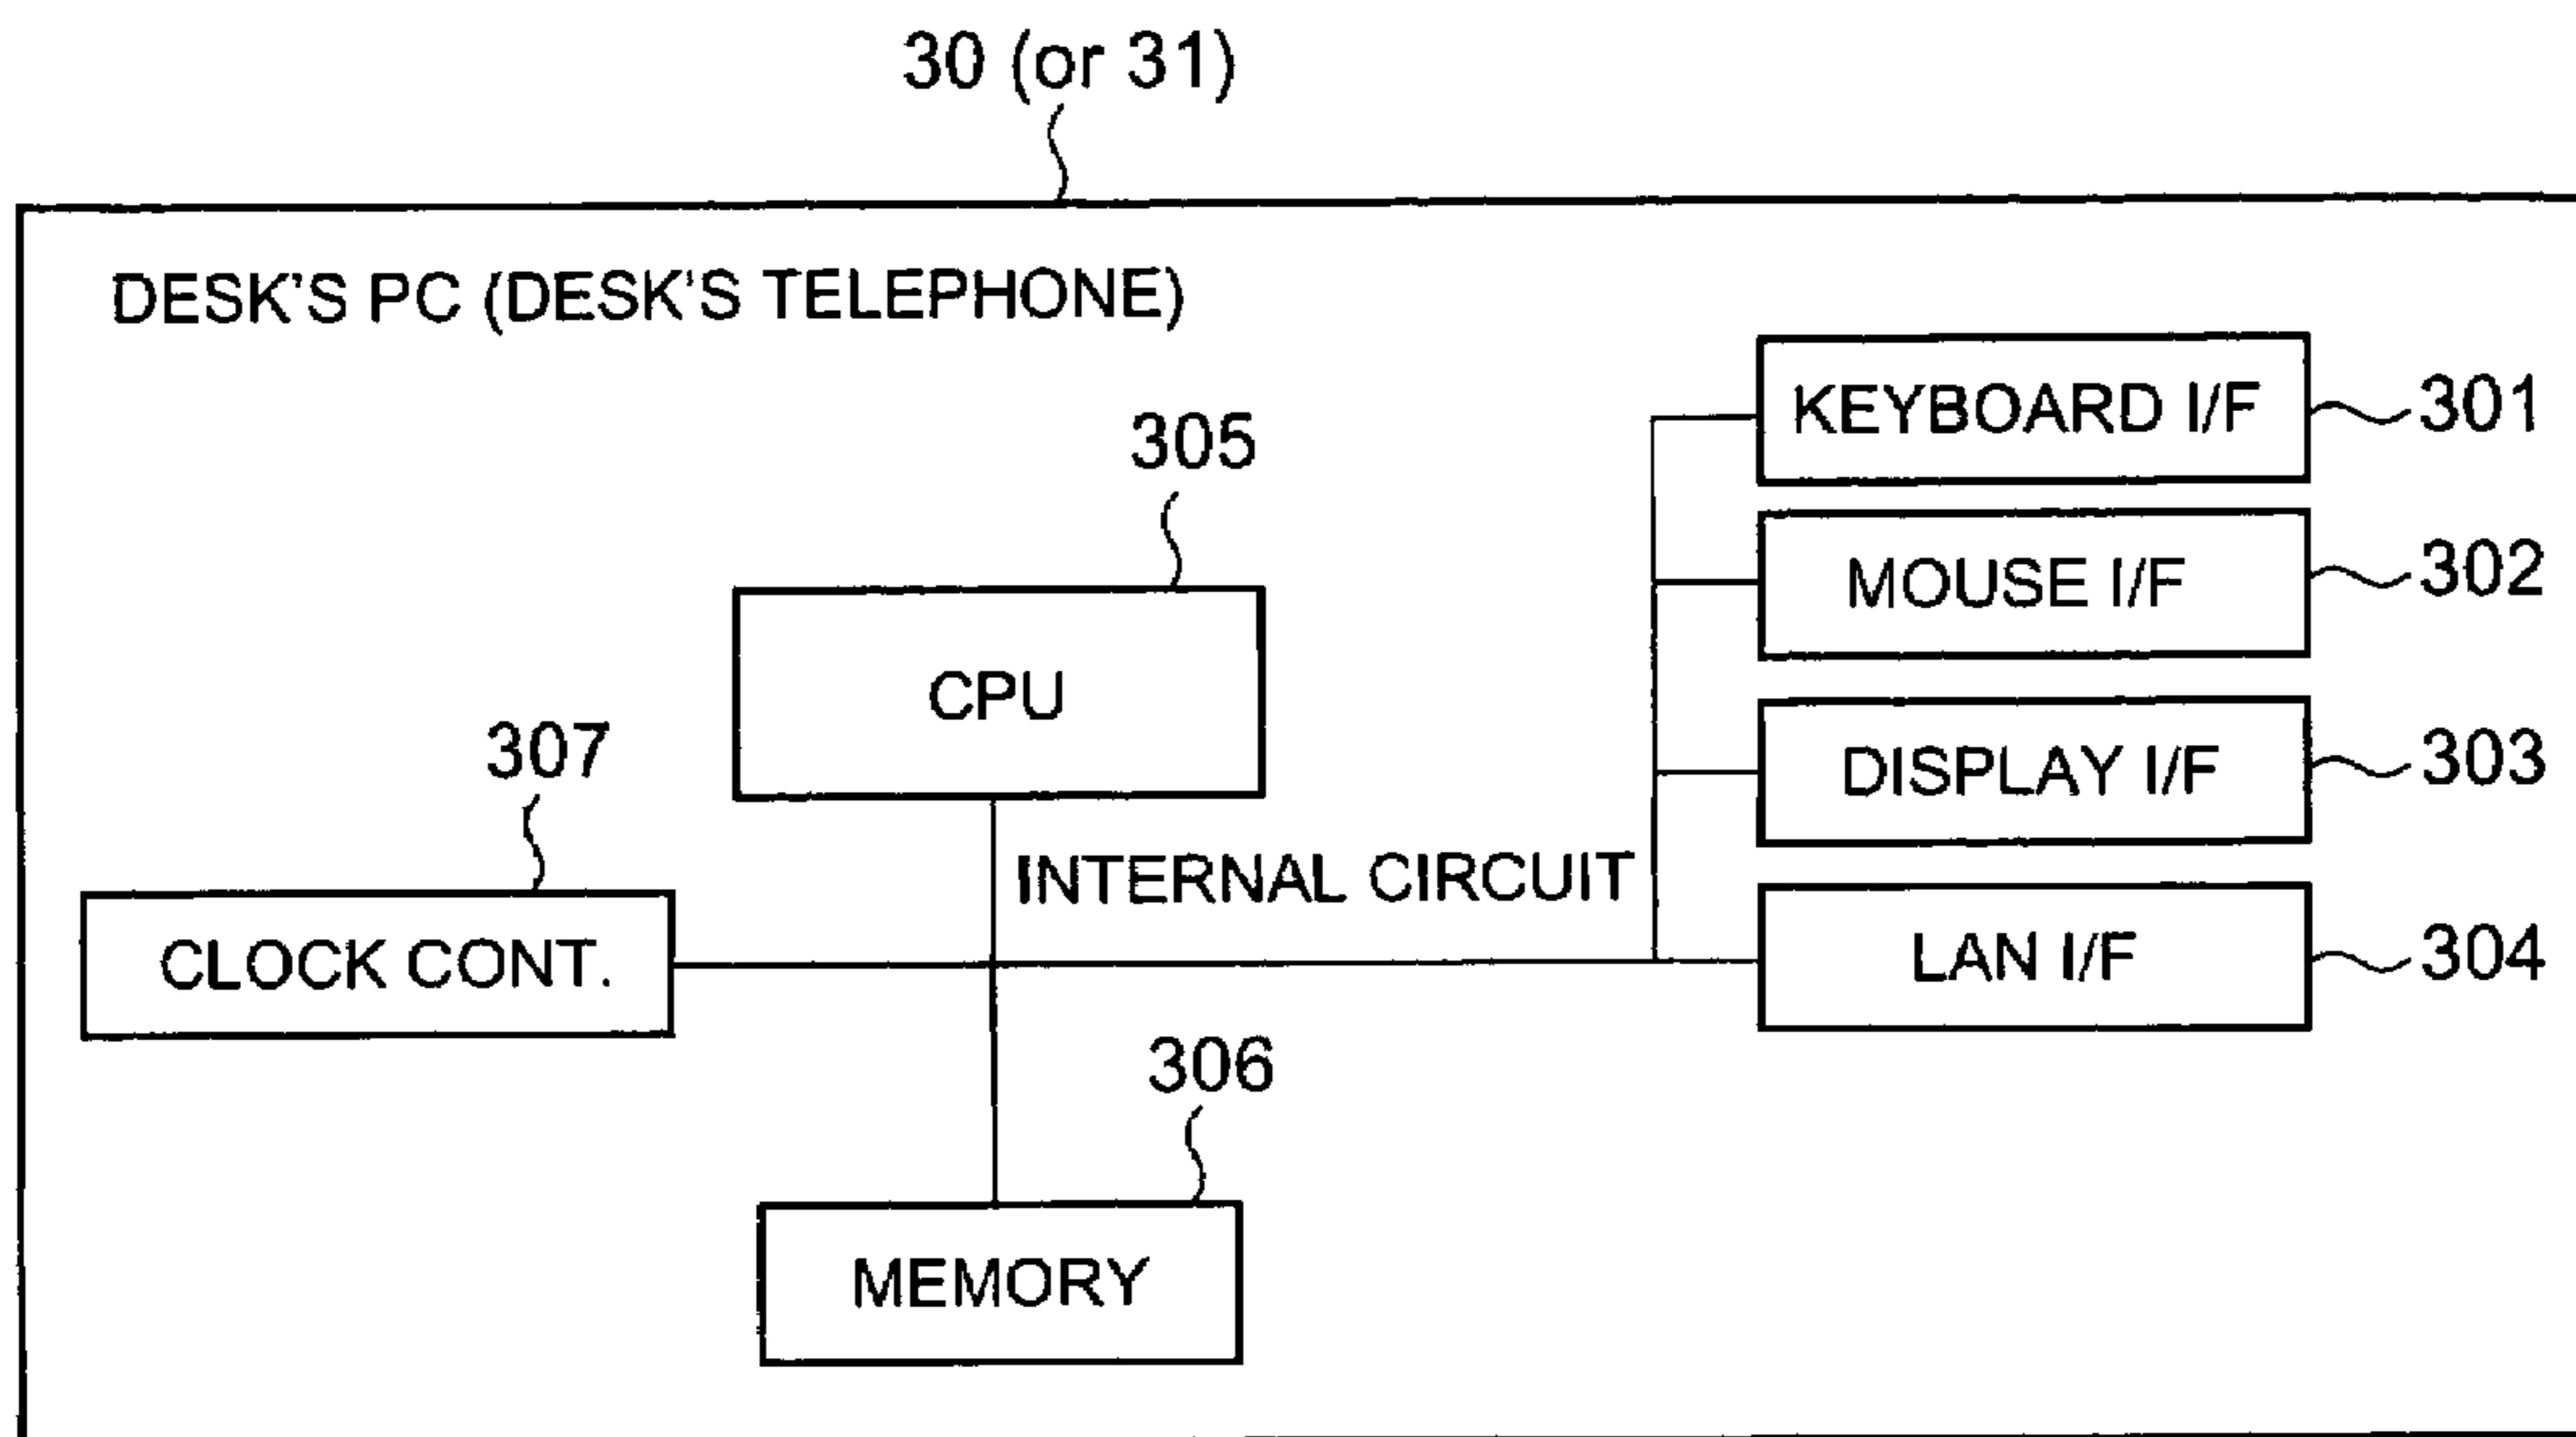 30 (or 31)
DESK'S PC (DESK'S TELEPHONE)
KEYBOARD I/F
301
305
MOUSE I/F
302
CPU
307
DISPLAY I/F
303
INTERNAL CIRCUIT
CLOCK CONT.
LAN I/F
304
306
MEMORY